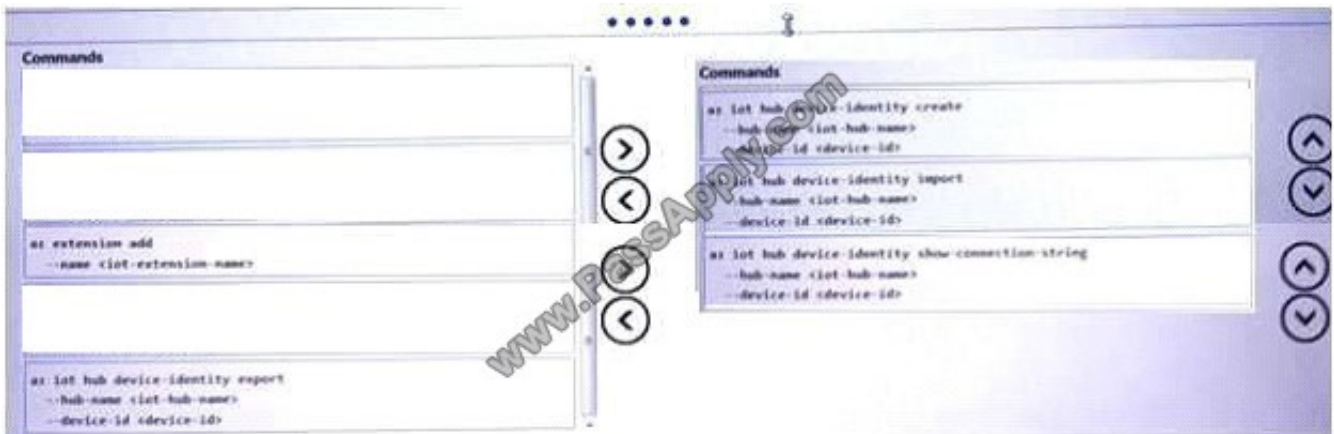 Commands
az extension add
--name <iot-extension-name>
az iot hub device-identity export
--hub-name <iot-hub-name>
--device-id <device-id>
Commands
az iot hub device-identity create
--hub-name <iot-hub-name>
--device-id <device-id>
az iot hub device-identity import
--hub-name <iot-hub-name>
--device-id <device-id>
az iot hub device-identity show-connection-string
--hub-name <iot-hub-name>
--device-id <device-id>
www.PassApply.com